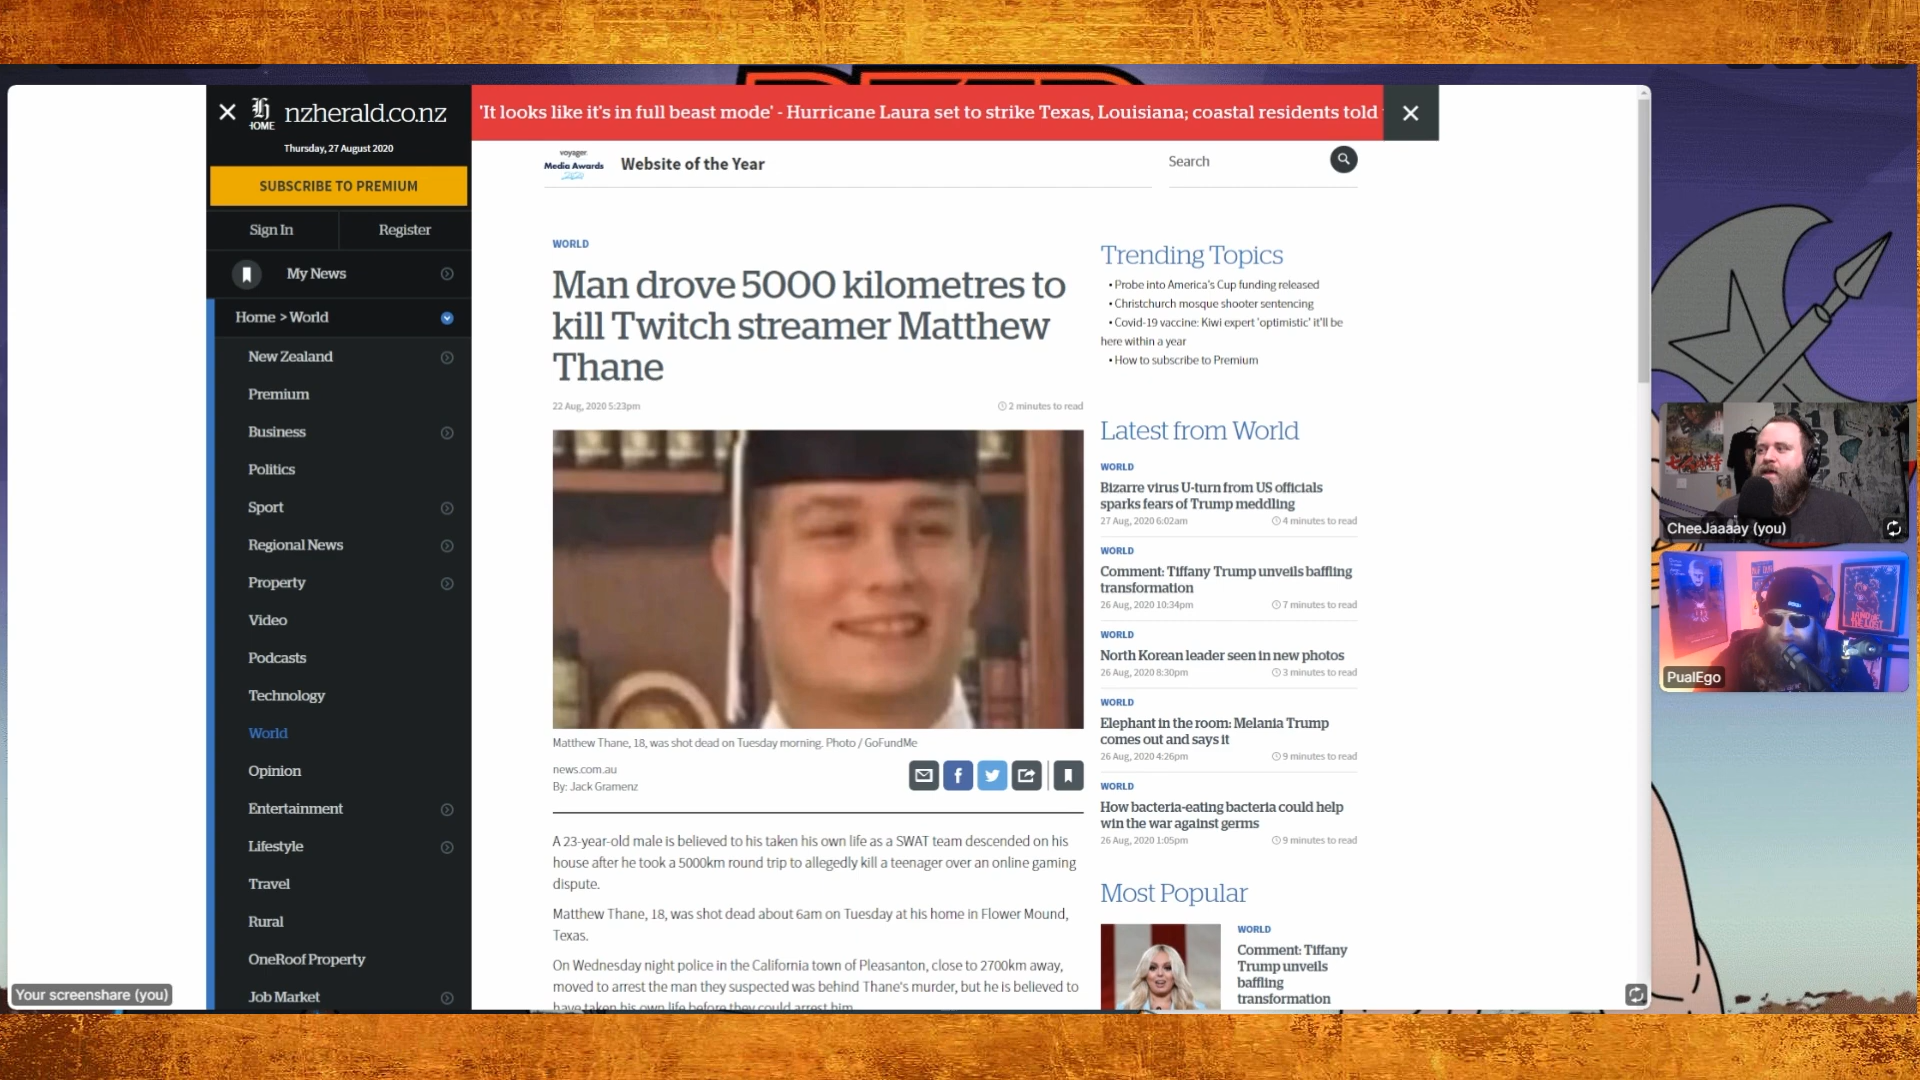 nzherald.co.nz
HOME
Thursday, 27 August 2020
SUBSCRIBE TO PREMIUM
Sign In
Register
My News
Home > World
New Zealand
Premium
Business
Politics
Sport
Regional News
Property
Video
Podcasts
Technology
World
Opinion
Entertainment
Lifestyle
Travel
Rural
OneRoof Property
Job Market
Your screenshare (you)
'It looks like it's in full beast mode' - Hurricane Laura set to strike Texas, Louisiana; coastal residents told
voyager
Media Awards
Website of the Year
Search
WORLD
Man drove 5000 kilometres to
kill Twitch streamer Matthew
Thane
22 Aug, 2020 5:23pm
2 minutes to read
Matthew Thane, 18, was shot dead on Tuesday morning. Photo / GoFundMe
news.com.au
By: Jack Gramenz
A 23-year-old male is believed to his taken his own life as a SWAT team descended on his
house after he took a 5000km round trip to allegedly kill a teenager over an online gaming
dispute.
Matthew Thane, 18, was shot dead about 6am on Tuesday at his home in Flower Mound,
Texas.
On Wednesday night police in the California town of Pleasanton, close to 2700km away,
moved to arrest the man they suspected was behind Thane's murder, but he is believed to
have taken his own life before they could arrest him.
Trending Topics
• Probe into America's Cup funding released
• Christchurch mosque shooter sentencing
• Covid-19 vaccine: Kiwi expert 'optimistic' it'll be
here within a year
• How to subscribe to Premium
Latest from World
WORLD
Bizarre virus U-turn from US officials
sparks fears of Trump meddling
27 Aug, 2020 6:02am
4 minutes to read
WORLD
Comment: Tiffany Trump unveils baffling
transformation
26 Aug, 2020 10:34pm
7 minutes to read
WORLD
North Korean leader seen in new photos
26 Aug, 2020 8:30pm
3 minutes to read
WORLD
Elephant in the room: Melania Trump
comes out and says it
26 Aug, 2020 4:26pm
9 minutes to read
WORLD
How bacteria-eating bacteria could help
win the war against germs
26 Aug, 2020 1:05pm
9 minutes to read
Most Popular
WORLD
Comment: Tiffany
Trump unveils
baffling
transformation
CheeJaaaay (you)
PualEgo